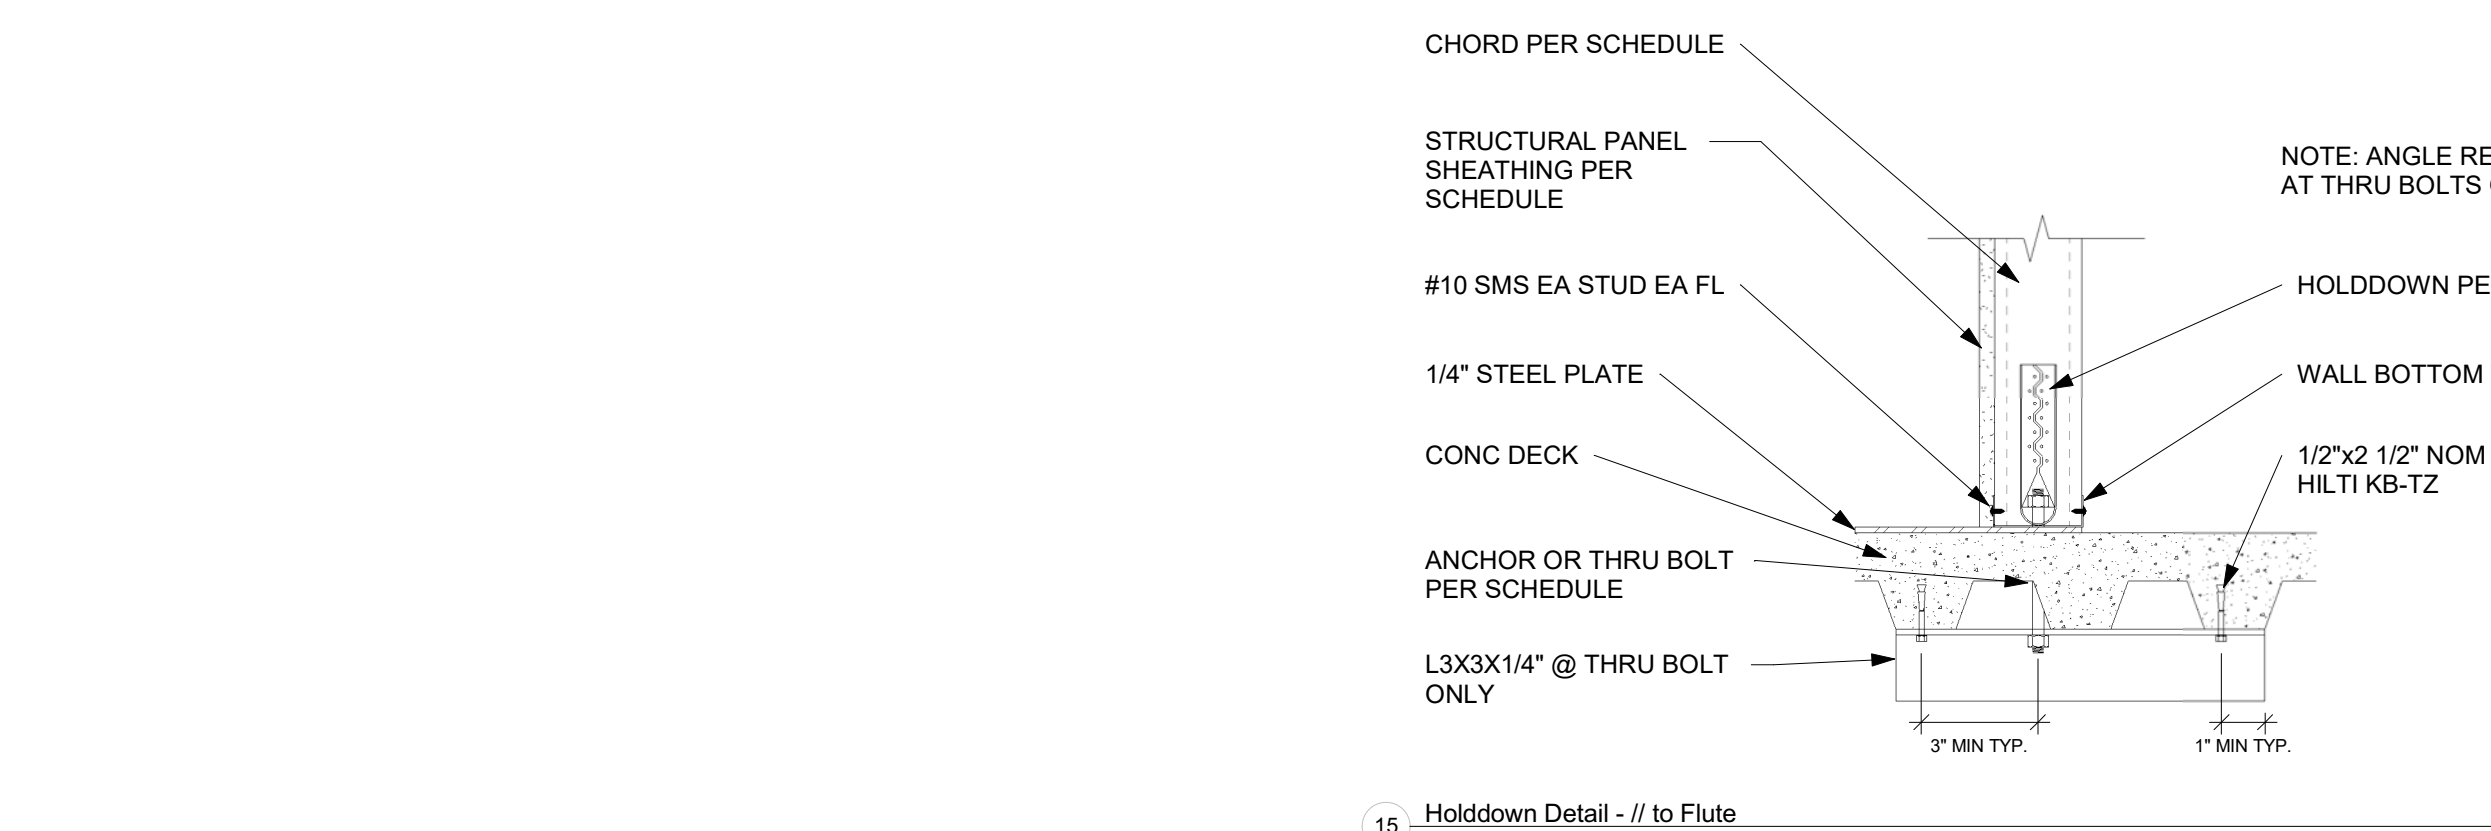 CHORD PER SCHEDULE
STRUCTURAL PANEL
SHEATHING PER
SCHEDULE
#10 SMS EA STUD EA FL
1/4" STEEL PLATE
CONC DECK
ANCHOR OR THRU BOLT
PER SCHEDULE
L3X3X1/4" @ THRU BOLT
ONLY
NOTE: ANGLE RE
AT THRU BOLTS
HOLDDOWN PE
WALL BOTTOM
1/2"x2 1/2" NOM
HILTI KB-TZ
3" MIN TYP.
1" MIN TYP.
15
Holddown Detail - // to Flute